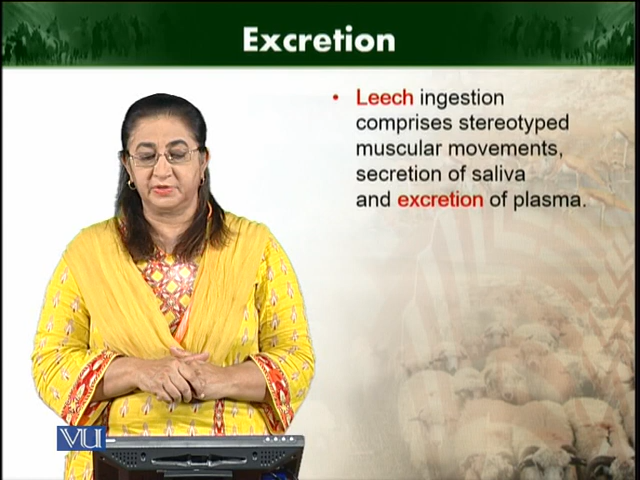 Excretion
• Leech ingestion
comprises stereotyped
muscular movements,
secretion of saliva
and excretion of plasma.
VU